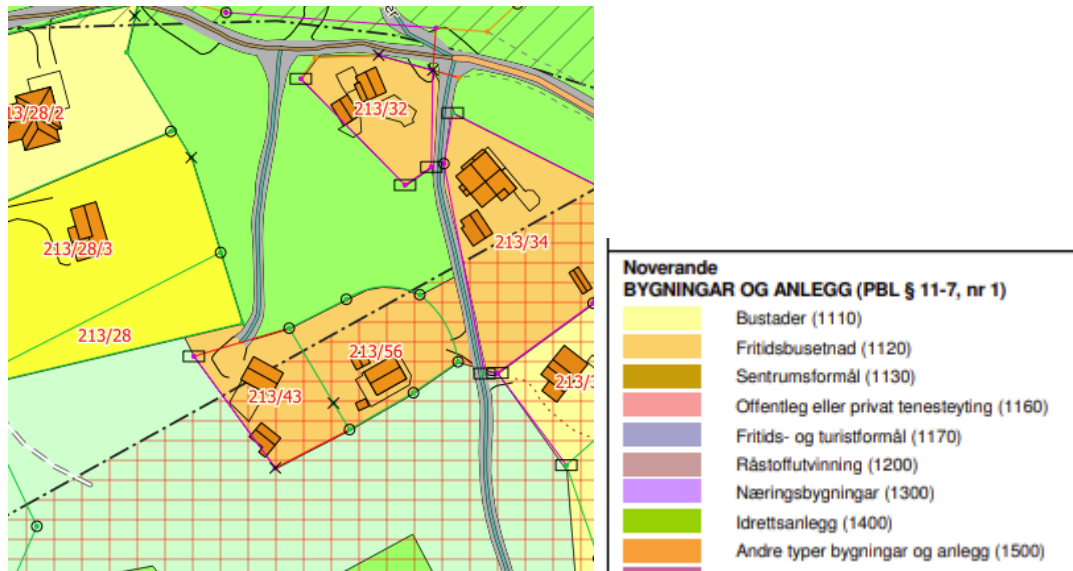 213/32
13/28/2
213/28/3
213/34
213/28
213/56
213/43
213/3
Noverande
BYGNINGAR OG ANLEGG (PBL § 11-7, nr 1)
Bustader (1110)
Fritidsbusetnad (1120)
Sentrumsformål (1130)
Offentleg eller privat tenesteyting (1160)
Fritids- og turistformål (1170)
Råstoffutvinning (1200)
Næringsbygningar (1300)
Idrettsanlegg (1400)
Andre typer bygningar og anlegg (1500)